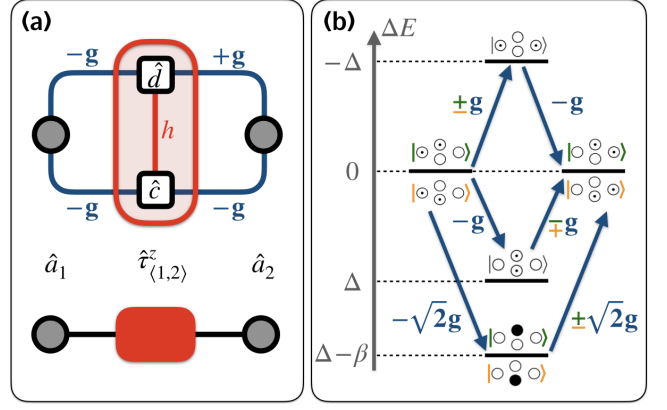 (a)
−g +g
d̂
h
ĉ
−g −g
â₁ τ̂ᶻ⟨1,2⟩ â₂
(b)
ΔE
−Δ
±g −g
0
−g ∓g
Δ
−√2g ±√2g
Δ−β